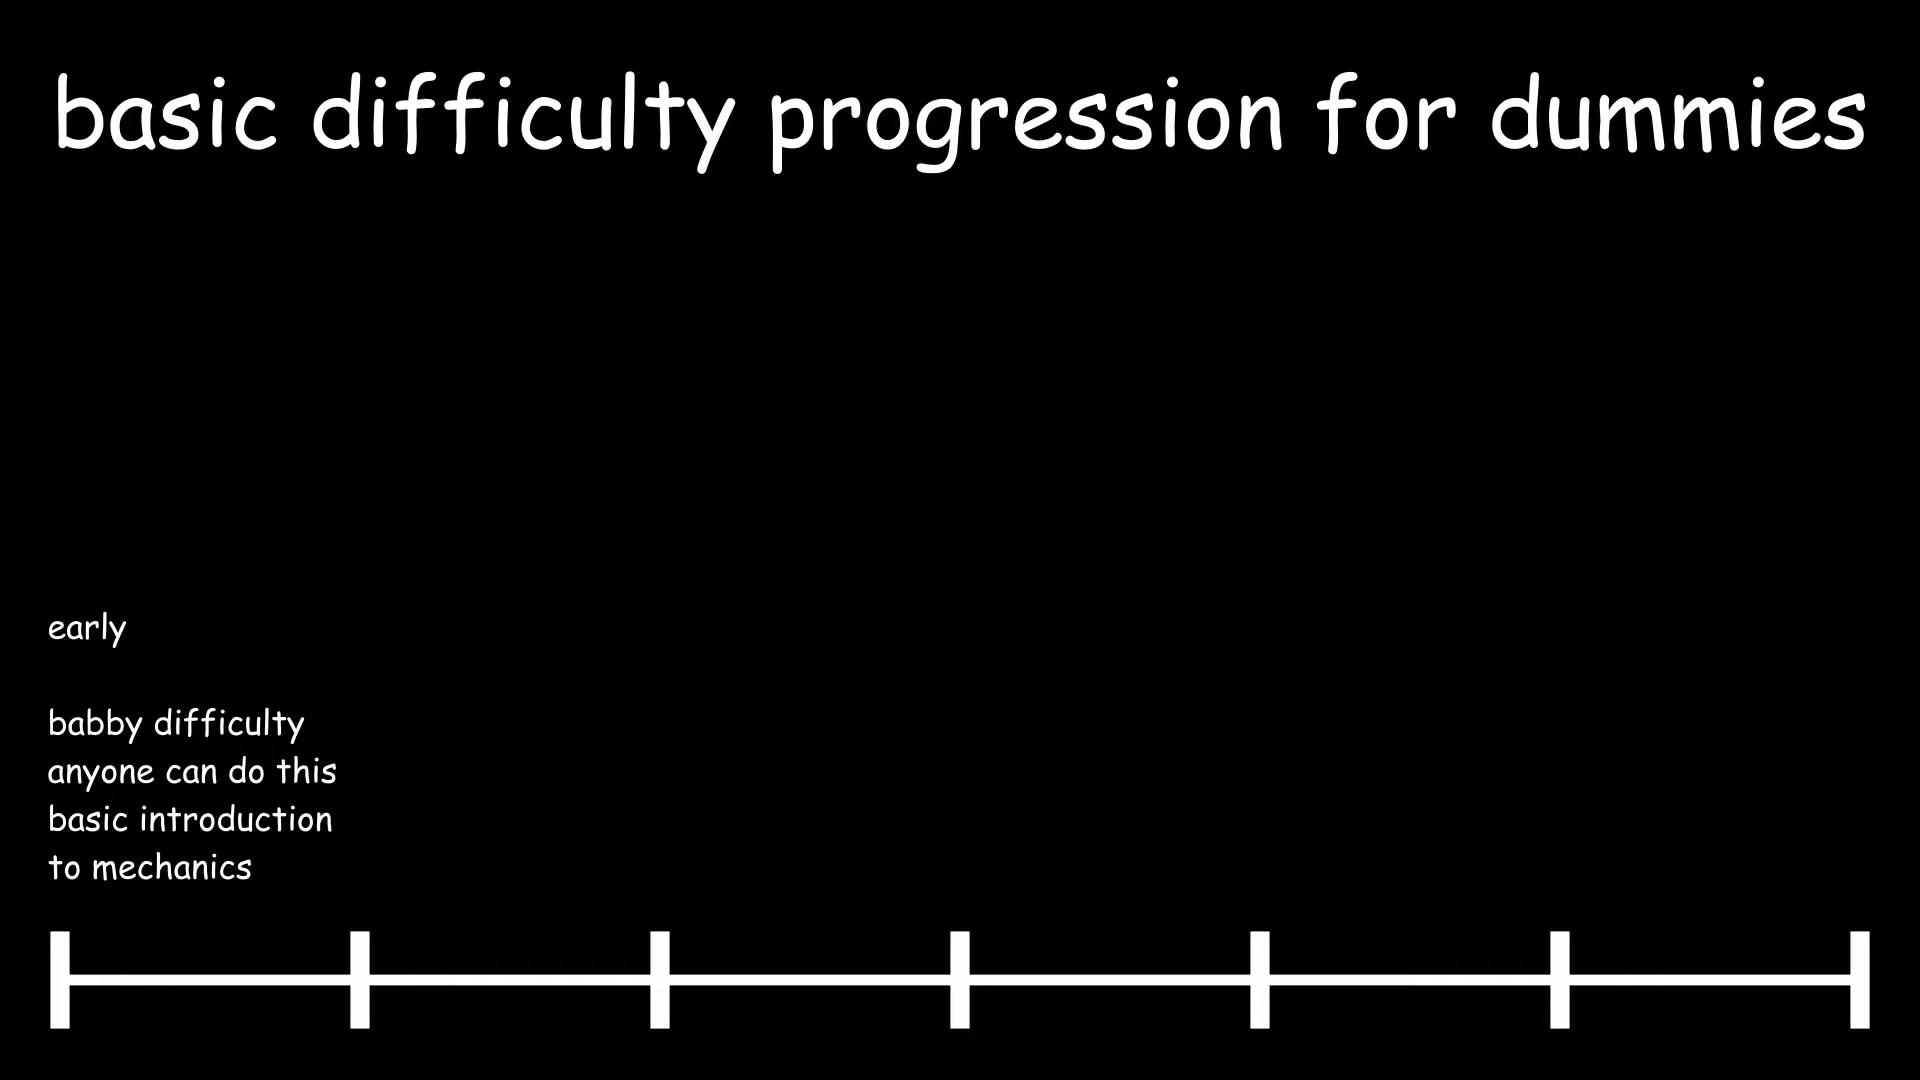 basic difficulty progression for dummies
early
babby difficulty
anyone can do this
basic introduction
to mechanics